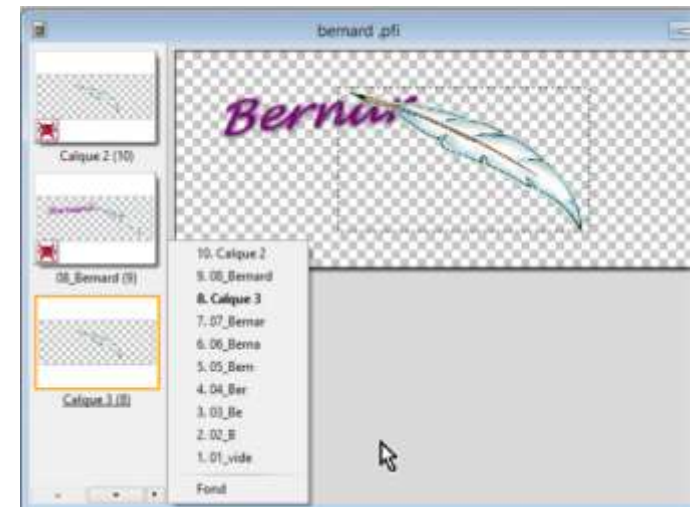 bernard .pfi
Calque 2 (10)
08_Bernard (9)
Calque 3 (8)
Bernar
10. Calque 2
9. 08_Bernard
8. Calque 3
7. 07_Bernar
6. 06_Berna
5. 05_Bern
4. 04_Ber
3. 03_Be
2. 02_B
1. 01_vide
Fond